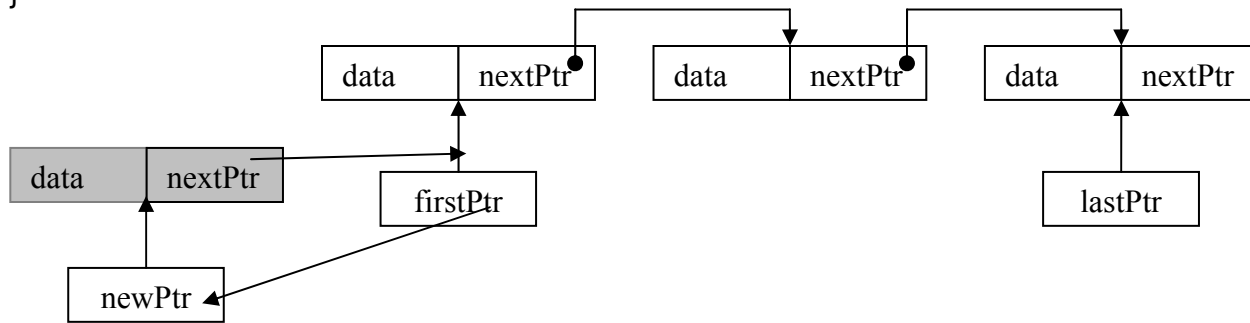 }
data nextPtr data nextPtr data nextPtr
data nextPtr
firstPtr lastPtr
newPtr